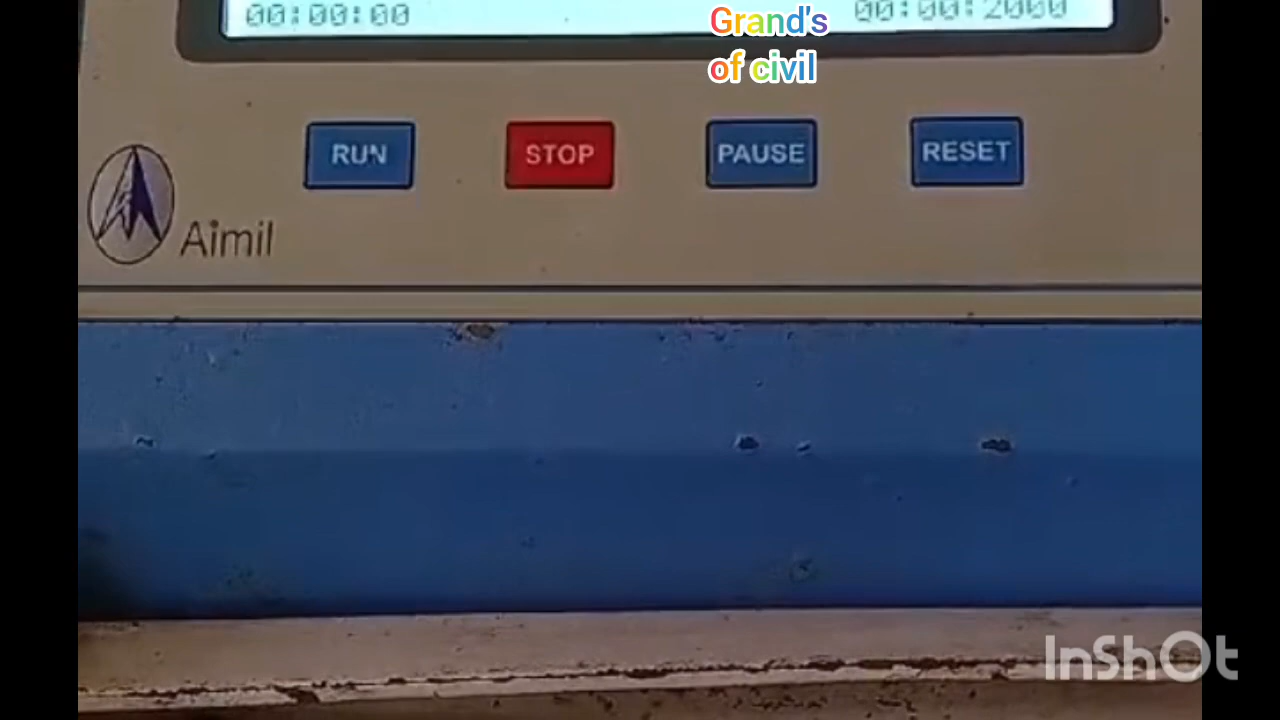 00:00:00
00:00:2000
Grand's
of civil
RUN
STOP
PAUSE
RESET
Aimil
InShOt